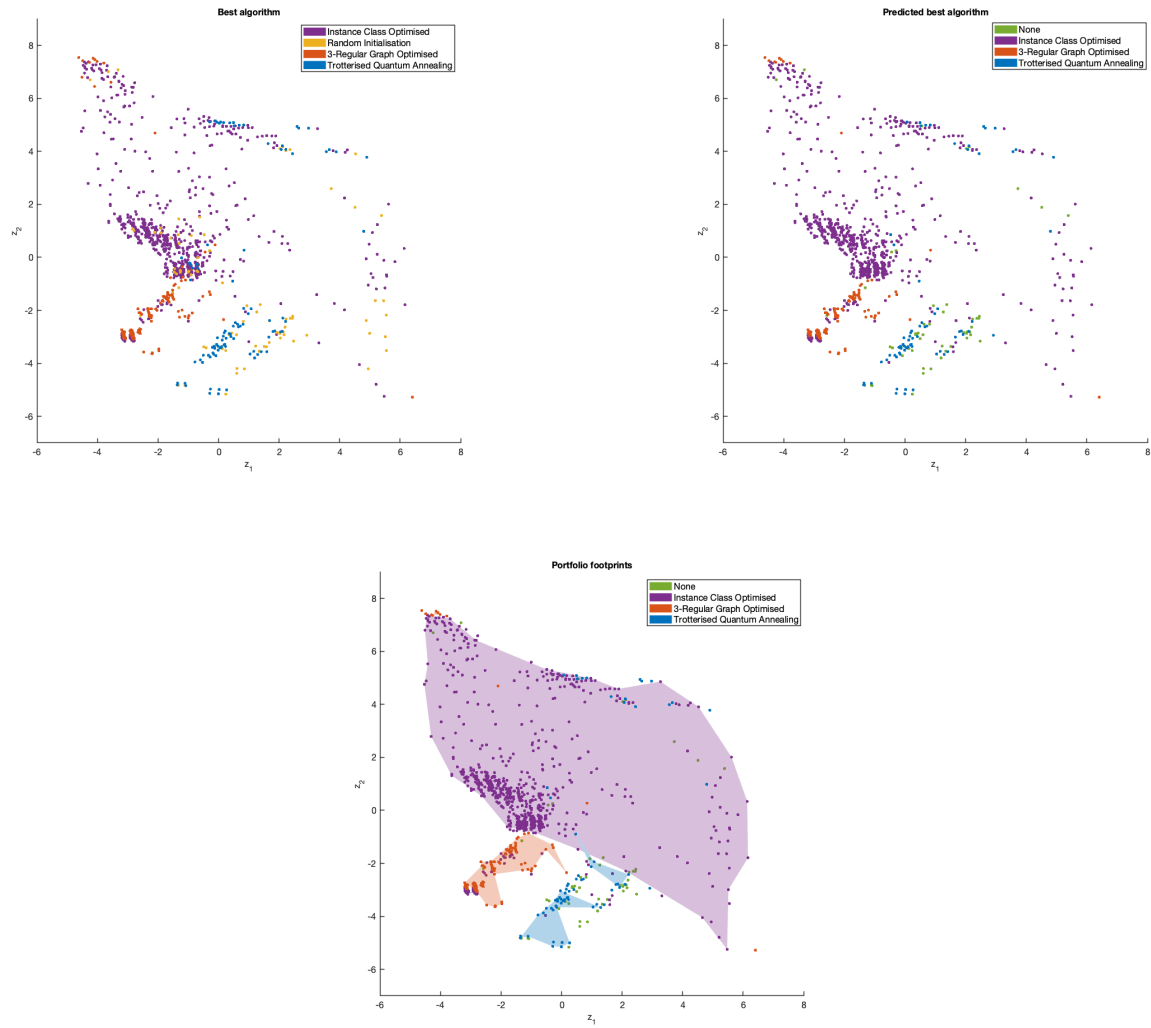 Best algorithm
Instance Class Optimised
Random Initialisation
3-Regular Graph Optimised
Trotterised Quantum Annealing
8
6
4
2
0
-2
-4
-6
z2
-6 -4 -2 0 2 4 6 8
z1
Predicted best algorithm
None
Instance Class Optimised
3-Regular Graph Optimised
Trotterised Quantum Annealing
8
6
4
2
0
-2
-4
-6
z2
-6 -4 -2 0 2 4 6 8
z1
Portfolio footprints
None
Instance Class Optimised
3-Regular Graph Optimised
Trotterised Quantum Annealing
8
6
4
2
0
-2
-4
-6
z2
-6 -4 -2 0 2 4 6 8
z1